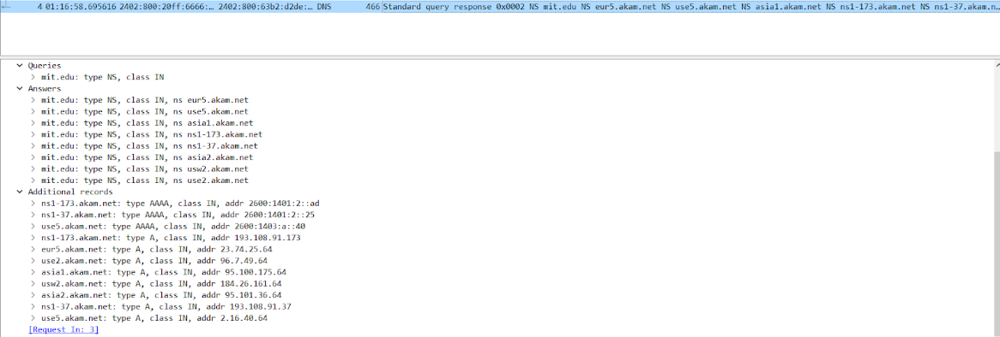 4 01:16:58.695616 2402:800:20ff:6666:… 2402:800:63b2:d2de:… DNS 466 Standard query response 0x0002 NS mit.edu NS eur5.akam.net NS use5.akam.net NS asia1.akam.net NS ns1-173.akam.net NS ns1-37.akam.n…
Queries
mit.edu: type NS, class IN
Answers
mit.edu: type NS, class IN, ns eur5.akam.net
mit.edu: type NS, class IN, ns use5.akam.net
mit.edu: type NS, class IN, ns asia1.akam.net
mit.edu: type NS, class IN, ns ns1-173.akam.net
mit.edu: type NS, class IN, ns ns1-37.akam.net
mit.edu: type NS, class IN, ns asia2.akam.net
mit.edu: type NS, class IN, ns usw2.akam.net
mit.edu: type NS, class IN, ns use2.akam.net
Additional records
ns1-173.akam.net: type AAAA, class IN, addr 2600:1401:2::ad
ns1-37.akam.net: type AAAA, class IN, addr 2600:1401:2::25
use5.akam.net: type AAAA, class IN, addr 2600:1403:a::40
ns1-173.akam.net: type A, class IN, addr 193.108.91.173
eur5.akam.net: type A, class IN, addr 23.74.25.64
use2.akam.net: type A, class IN, addr 96.7.49.64
asia1.akam.net: type A, class IN, addr 95.100.175.64
usw2.akam.net: type A, class IN, addr 184.26.161.64
asia2.akam.net: type A, class IN, addr 95.101.36.64
ns1-37.akam.net: type A, class IN, addr 193.108.91.37
use5.akam.net: type A, class IN, addr 2.16.40.64
[Request In: 3]